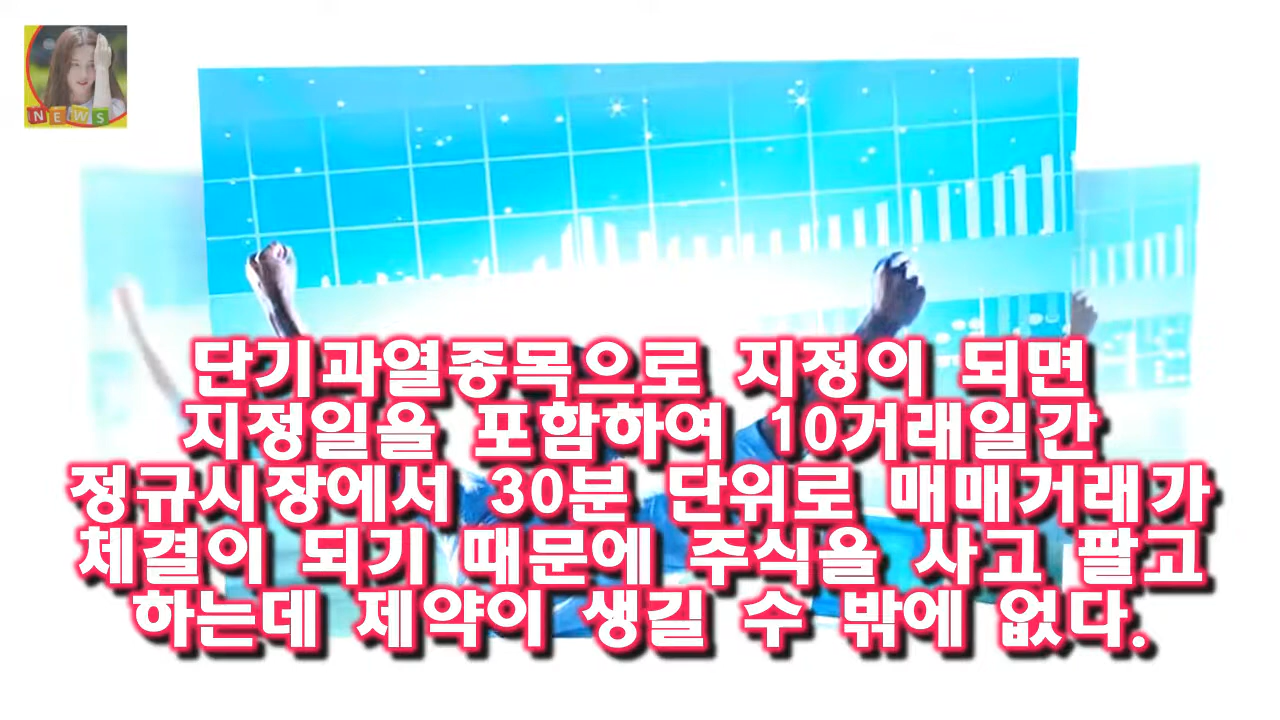 NEWS
단기과열종목으로 지정이 되면
지정일을 포함하여 10거래일간
정규시장에서 30분 단위로 매매거래가
체결이 되기 때문에 주식을 사고 팔고
하는데 제약이 생길 수 밖에 없다.